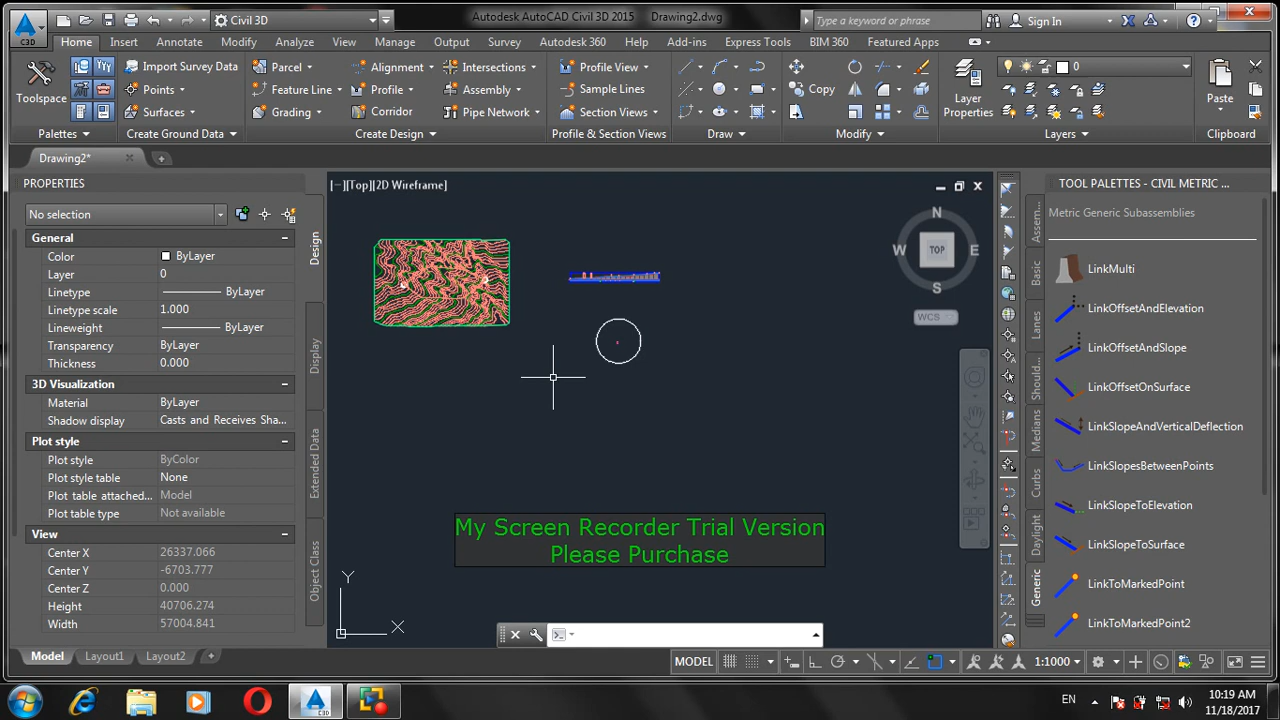 Civil 3D
Autodesk AutoCAD Civil 3D 2015 Drawing2.dwg
Type a keyword or phrase
Sign In
C3D
Home Insert Annotate Modify Analyze View Manage Output Survey Autodesk 360 Help Add-ins Express Tools BIM 360 Featured Apps
Toolspace
Import Survey Data
Points
Surfaces
Parcel
Feature Line
Grading
Alignment
Profile
Corridor
Intersections
Assembly
Pipe Network
Profile View
Sample Lines
Section Views
Copy
Layer
Properties
0
Paste
Palettes
Create Ground Data
Create Design
Profile & Section Views
Draw
Modify
Layers
Clipboard
Drawing2*
PROPERTIES
No selection
General
Color ByLayer
Layer 0
Linetype ByLayer
Linetype scale 1.000
Lineweight ByLayer
Transparency ByLayer
Thickness 0.000
3D Visualization
Material ByLayer
Shadow display Casts and Receives Sha...
Plot style
Plot style ByColor
Plot style table None
Plot table attached... Model
Plot table type Not available
View
Center X 26337.066
Center Y -6703.777
Center Z 0.000
Height 40706.274
Width 57004.841
Design
Display
Extended Data
Object Class
[−][Top][2D Wireframe]
N
W TOP E
S
WCS
My Screen Recorder Trial Version
Please Purchase
Y
X
TOOL PALETTES - CIVIL METRIC ...
Metric Generic Subassemblies
LinkMulti
LinkOffsetAndElevation
LinkOffsetAndSlope
LinkOffsetOnSurface
LinkSlopeAndVerticalDeflection
LinkSlopesBetweenPoints
LinkSlopeToElevation
LinkSlopeToSurface
LinkToMarkedPoint
LinkToMarkedPoint2
Assem...
Basic
Lanes
Should...
Medians
Curbs
Daylight
Generic
Model Layout1 Layout2
MODEL
1:1000
EN
10:19 AM
11/18/2017